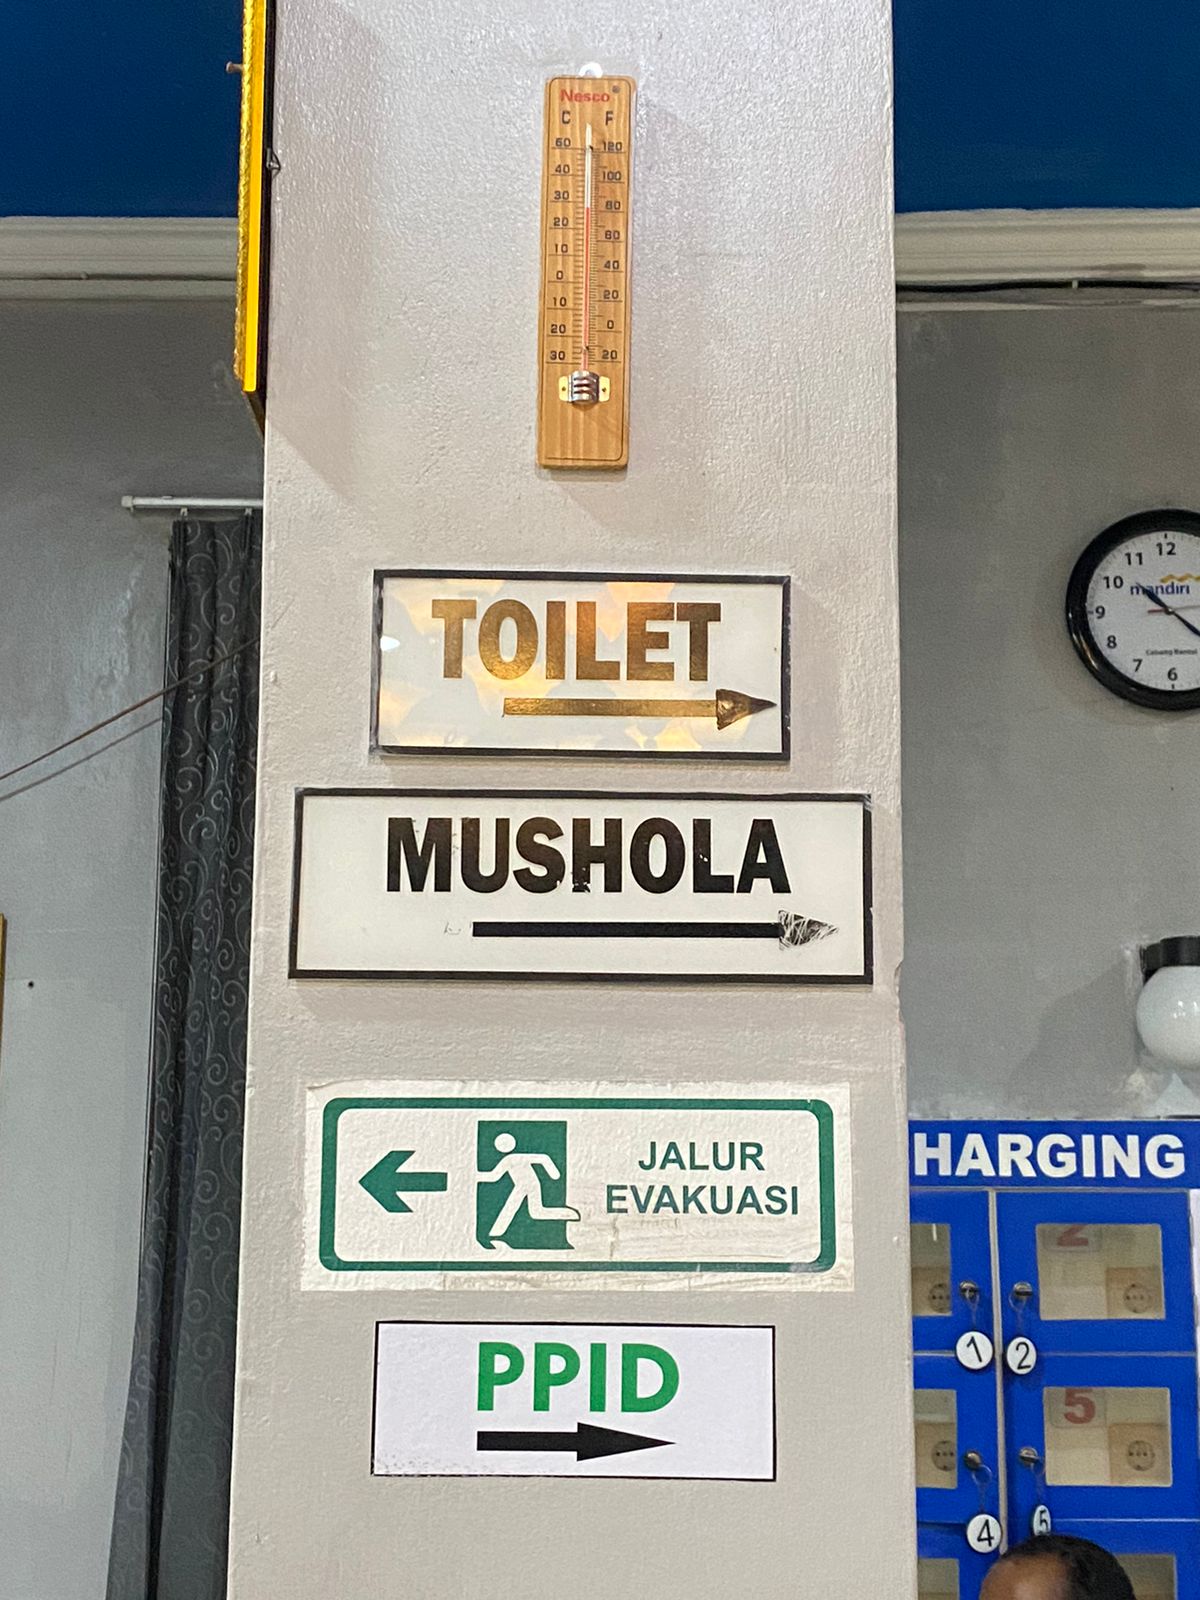 Nesco®
C F
50 120
40 100
30 80
20 60
10 40
0 20
10 0
20 20
30
TOILET
MUSHOLA
JALUR
EVAKUASI
PPID
12
11
10
9
8
7
6
mandiri
HARGING
2
1
2
5
4
5